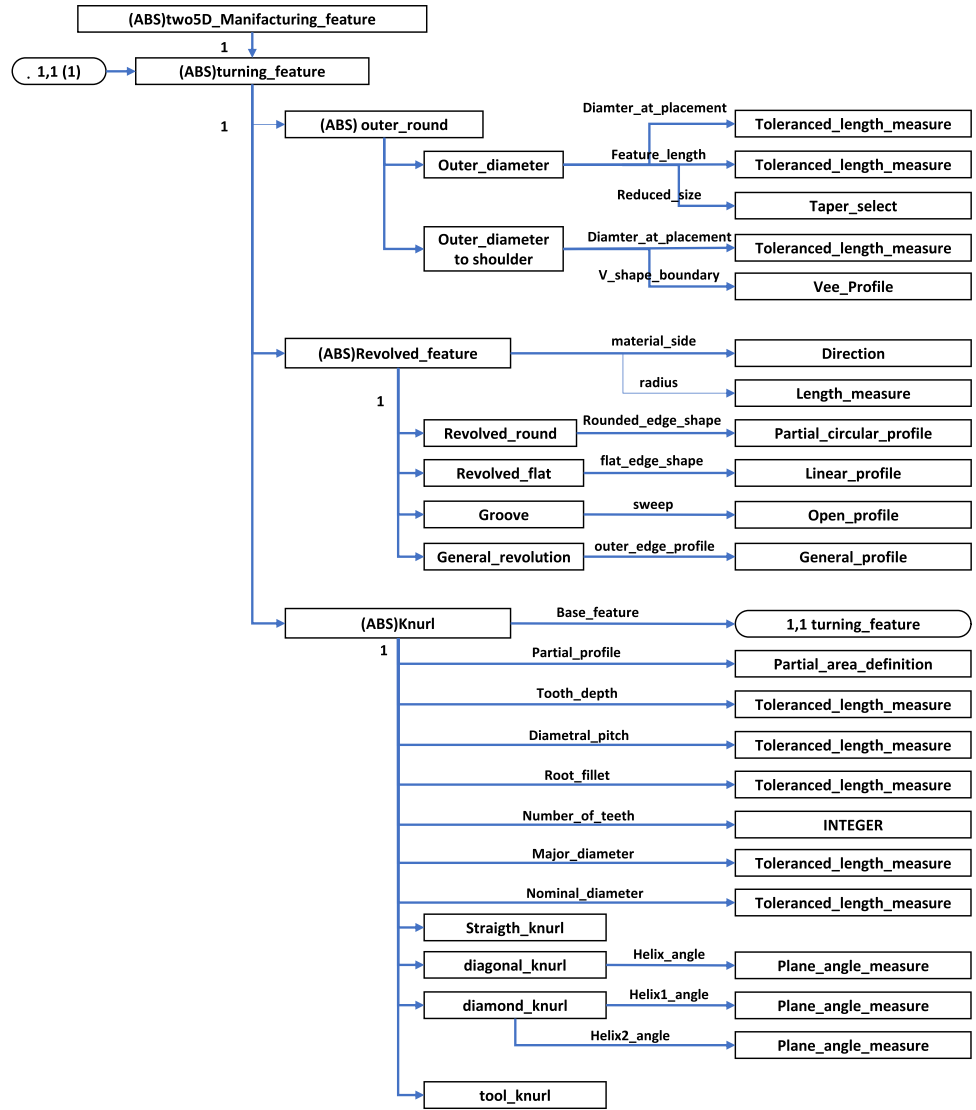 (ABS)two5D_Manifacturing_feature
1
. 1,1 (1)
(ABS)turning_feature
1
(ABS) outer_round
Diamter_at_placement
Toleranced_length_measure
Outer_diameter
Feature_length
Toleranced_length_measure
Reduced_size
Taper_select
Outer_diameter
to shoulder
Diamter_at_placement
Toleranced_length_measure
V_shape_boundary
Vee_Profile
(ABS)Revolved_feature
material_side
Direction
radius
Length_measure
1
Revolved_round
Rounded_edge_shape
Partial_circular_profile
Revolved_flat
flat_edge_shape
Linear_profile
Groove
sweep
Open_profile
General_revolution
outer_edge_profile
General_profile
(ABS)Knurl
Base_feature
1,1 turning_feature
1
Partial_profile
Partial_area_definition
Tooth_depth
Toleranced_length_measure
Diametral_pitch
Toleranced_length_measure
Root_fillet
Toleranced_length_measure
Number_of_teeth
INTEGER
Major_diameter
Toleranced_length_measure
Nominal_diameter
Toleranced_length_measure
Straigth_knurl
diagonal_knurl
Helix_angle
Plane_angle_measure
diamond_knurl
Helix1_angle
Plane_angle_measure
Helix2_angle
Plane_angle_measure
tool_knurl